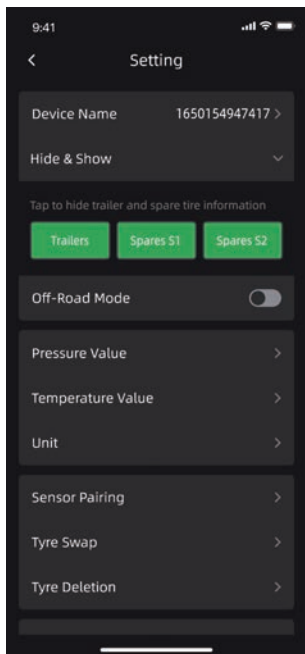 9:41
Setting
Device Name 1650154947417
Hide & Show
Tap to hide trailer and spare tire information
Trailers Spares S1 Spares S2
Off-Road Mode
Pressure Value
Temperature Value
Unit
Sensor Pairing
Tyre Swap
Tyre Deletion